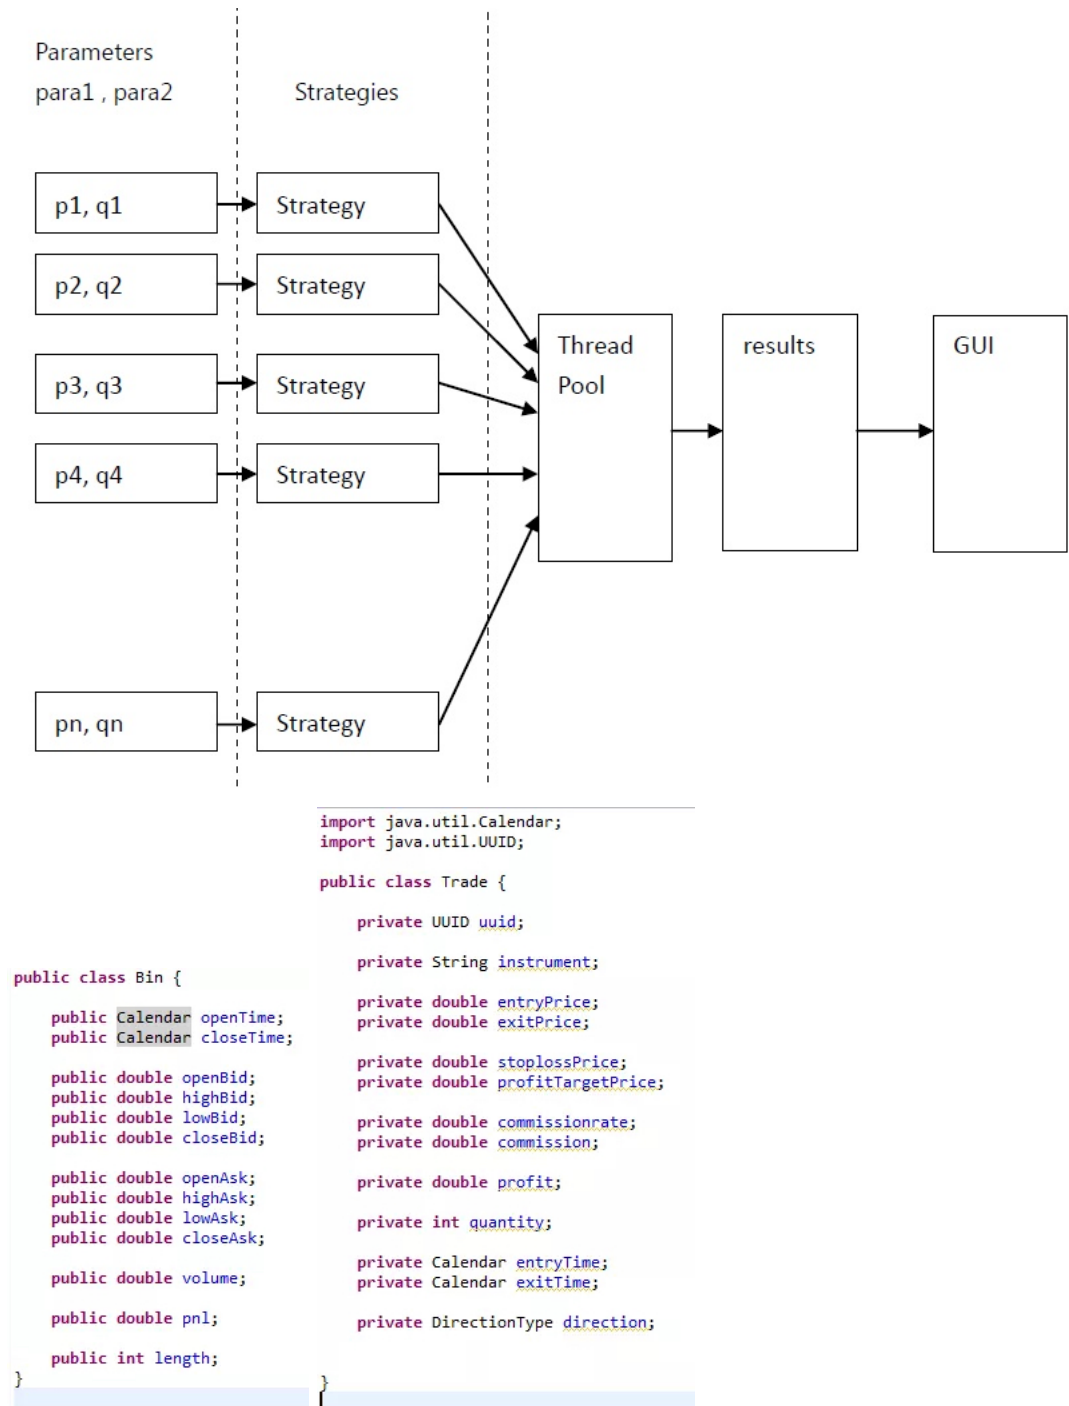 Parameters
para1 , para2
Strategies
p1, q1
Strategy
p2, q2
Strategy
p3, q3
Strategy
p4, q4
Strategy
pn, qn
Strategy
Thread
Pool
results
GUI
public class Bin {
public Calendar openTime;
public Calendar closeTime;
public double openBid;
public double highBid;
public double lowBid;
public double closeBid;
public double openAsk;
public double highAsk;
public double lowAsk;
public double closeAsk;
public double volume;
public double pnl;
public int length;
}
import java.util.Calendar;
import java.util.UUID;
public class Trade {
private UUID uuid;
private String instrument;
private double entryPrice;
private double exitPrice;
private double stoplossPrice;
private double profitTargetPrice;
private double commissionrate;
private double commission;
private double profit;
private int quantity;
private Calendar entryTime;
private Calendar exitTime;
private DirectionType direction;
}